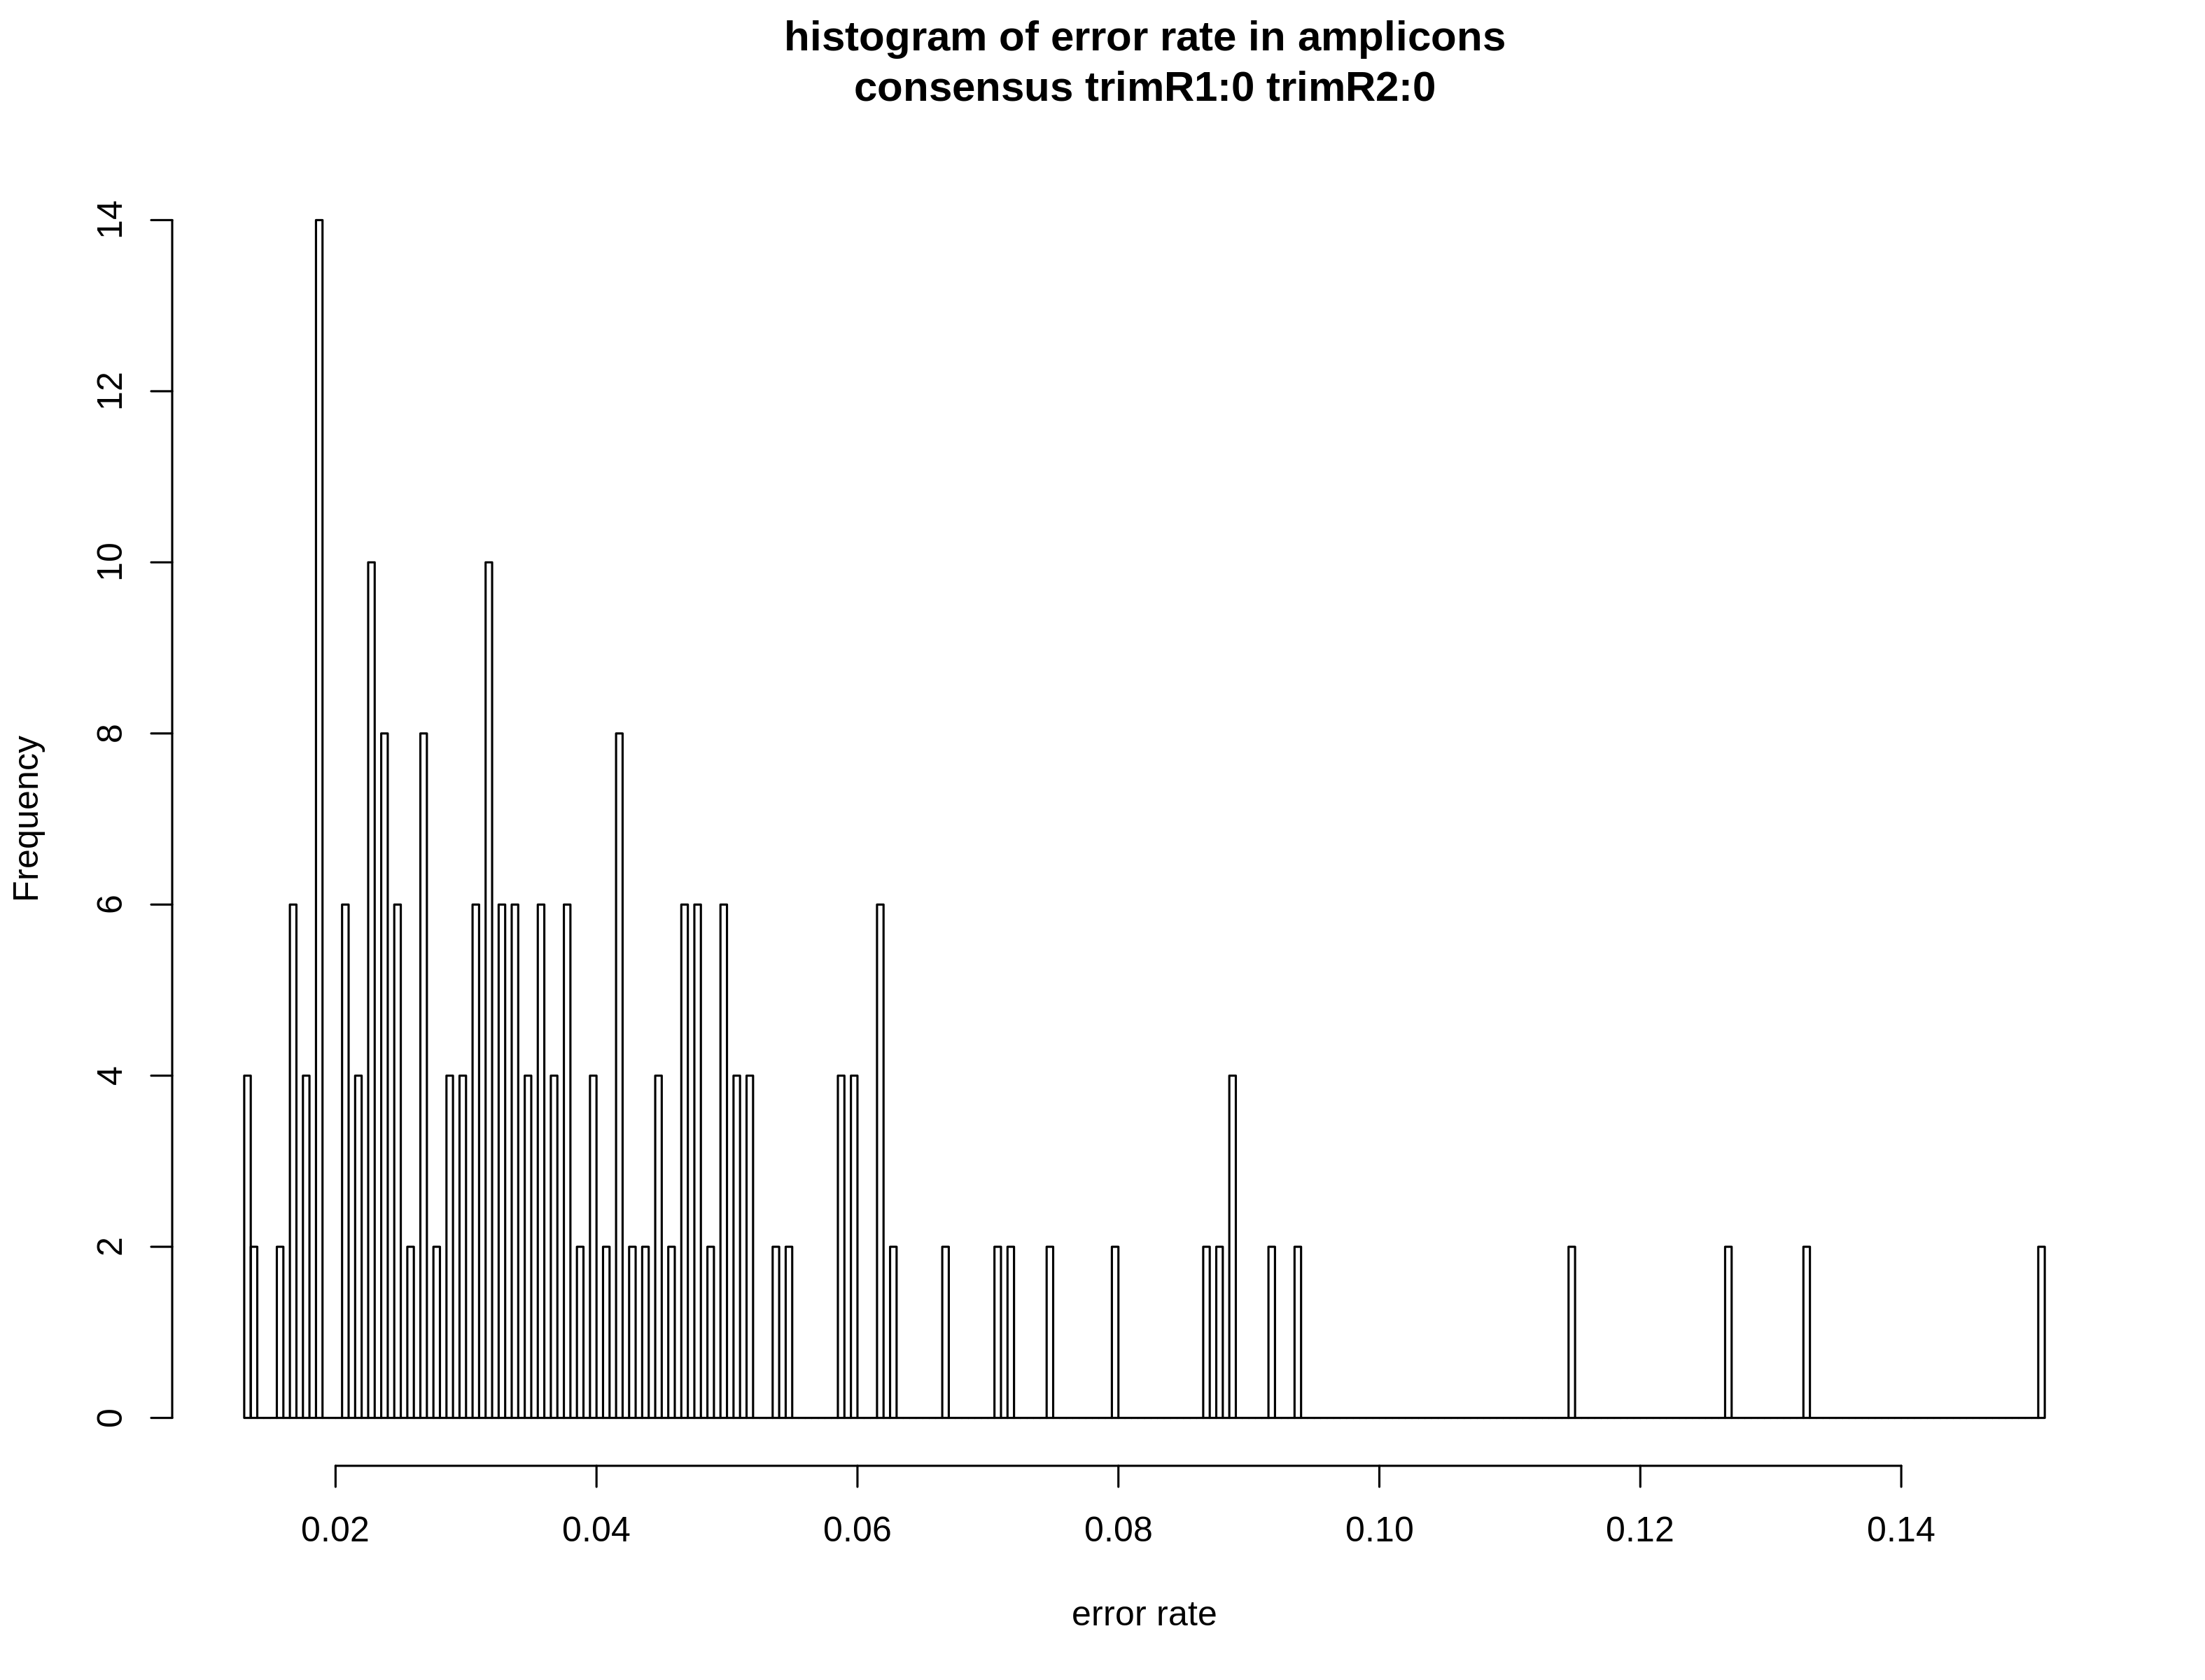 histogram of error rate in amplicons
consensus trimR1:0 trimR2:0
Frequency
14
12
10
8
6
4
2
0
0.02 0.04 0.06 0.08 0.10 0.12 0.14
error rate